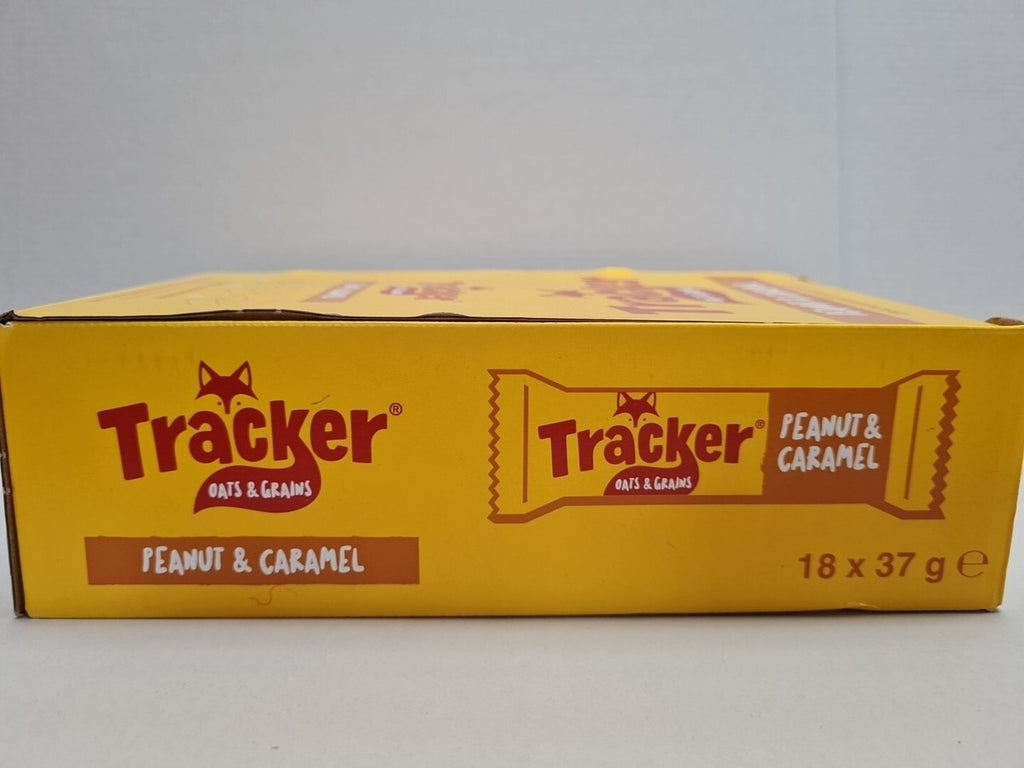 Tracker®
OATS & GRAINS
PEANUT & CARAMEL
Tracker®
OATS & GRAINS
PEANUT &
CARAMEL
18 x 37 g ℮